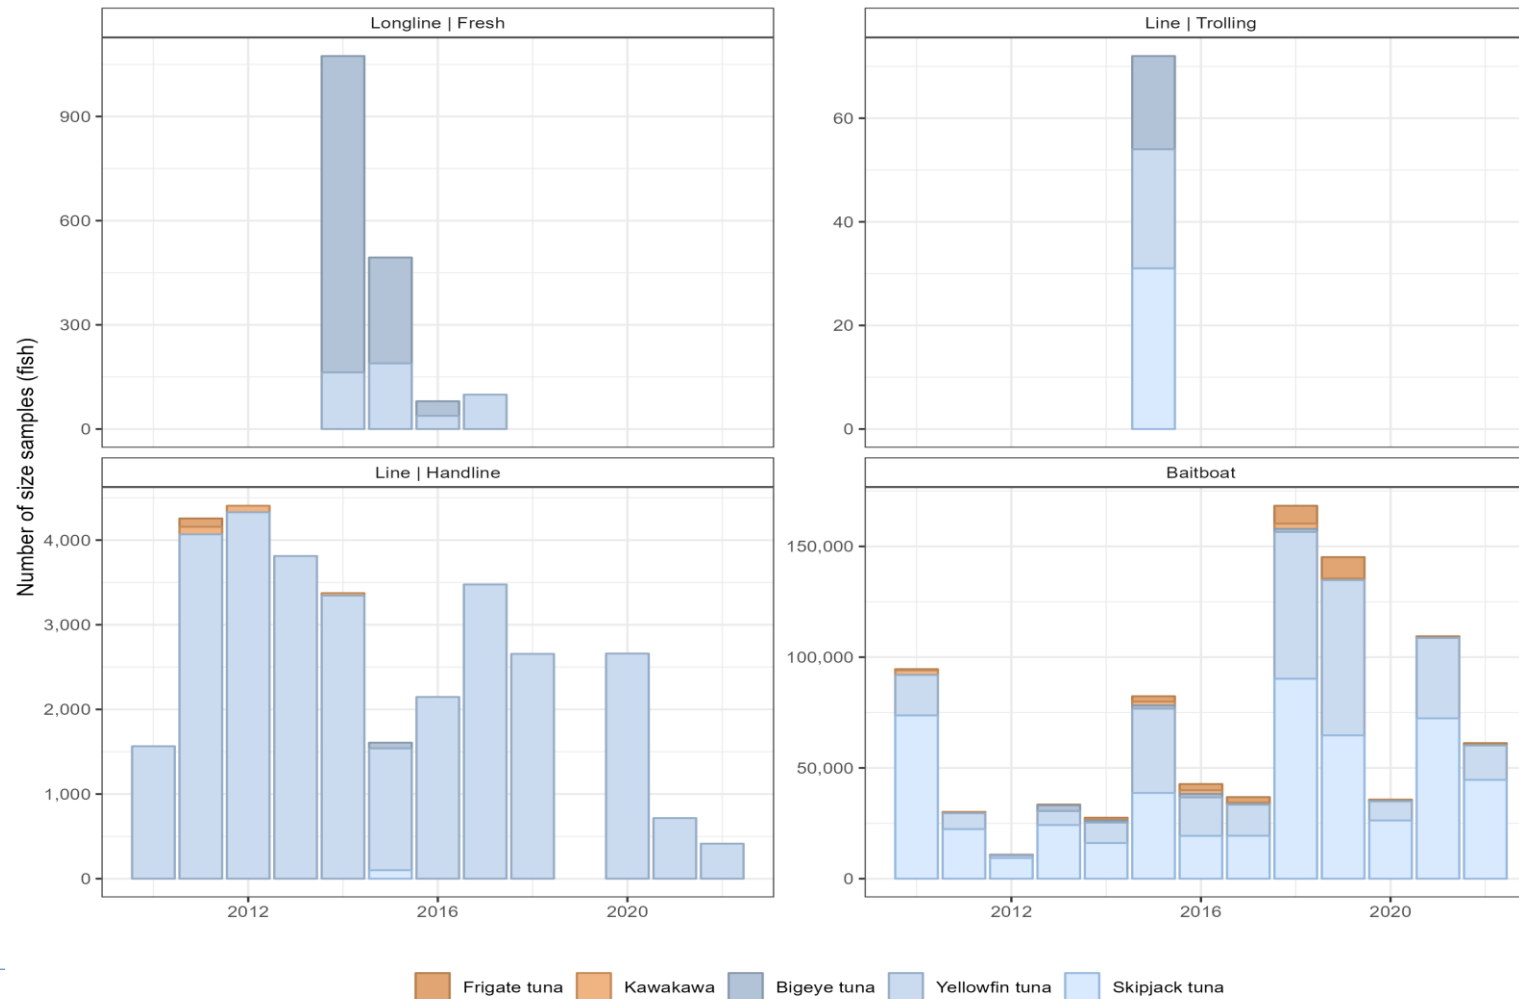 Longline | Fresh
Line | Trolling
Number of size samples (fish)
900
600
300
0
60
40
20
0
Line | Handline
Baitboat
4,000
3,000
2,000
1,000
0
150,000
100,000
50,000
0
2012
2016
2020
2012
2016
2020
Frigate tuna
Kawakawa
Bigeye tuna
Yellowfin tuna
Skipjack tuna